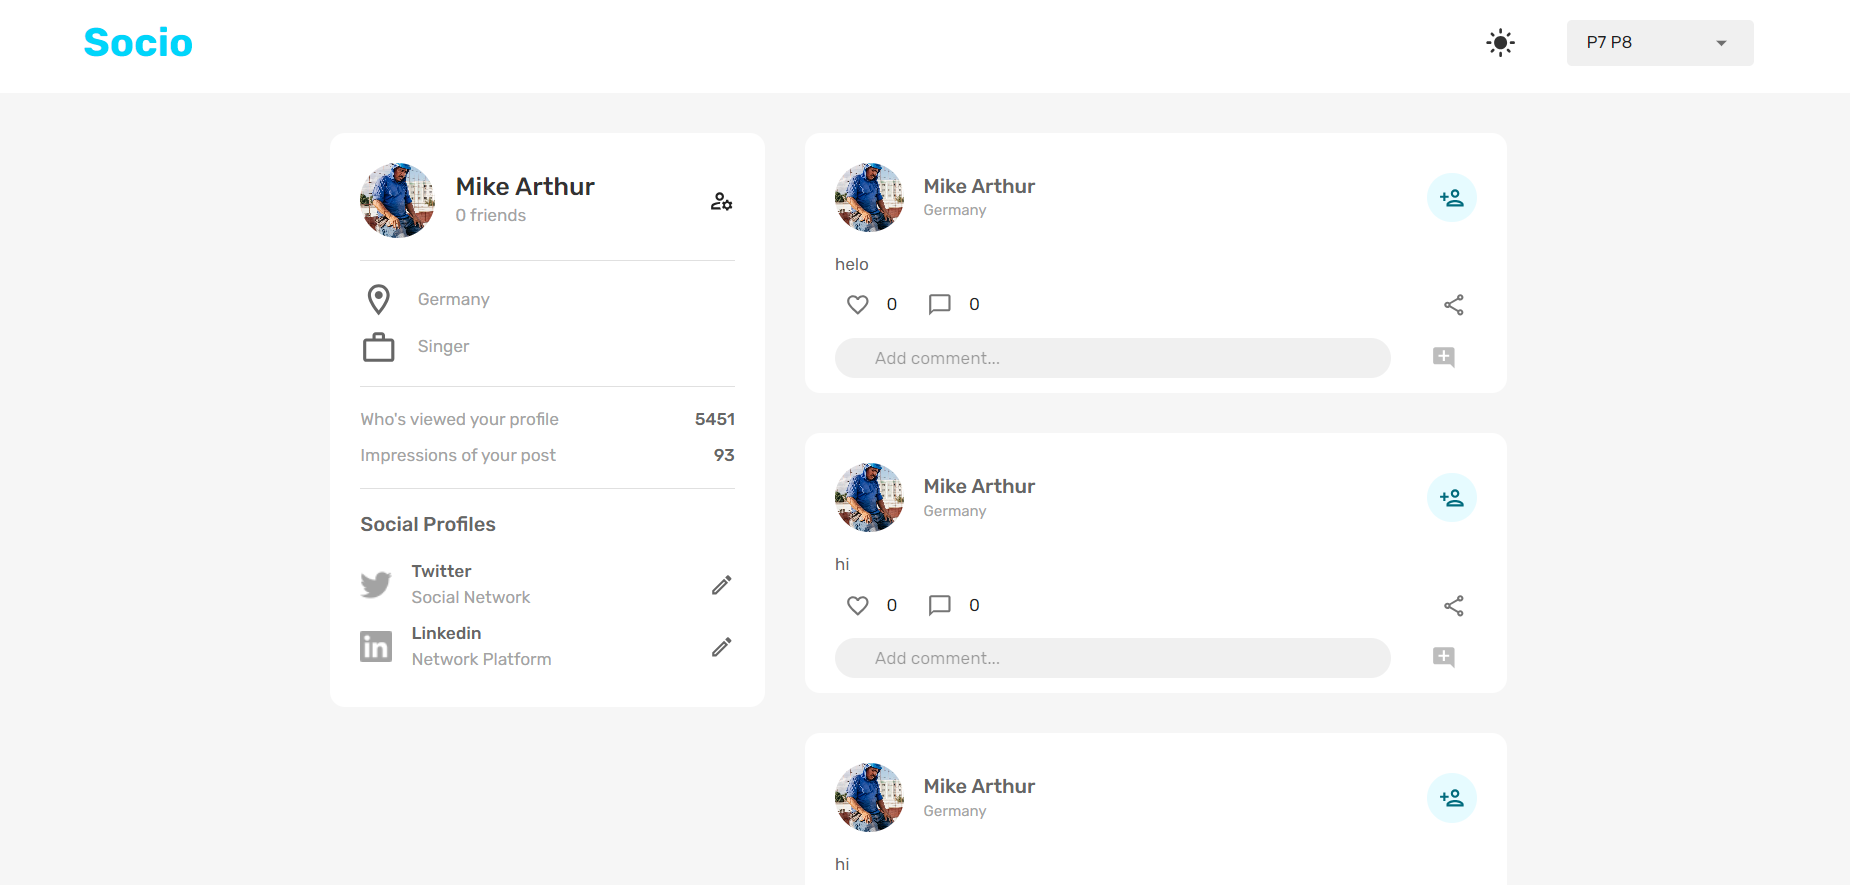 Socio
P7 P8
Mike Arthur
0 friends
Germany
Singer
Who's viewed your profile 5451
Impressions of your post 93
Social Profiles
Twitter
Social Network
Linkedin
Network Platform
Mike Arthur
Germany
helo
0 0
Add comment...
Mike Arthur
Germany
hi
0 0
Add comment...
Mike Arthur
Germany
hi